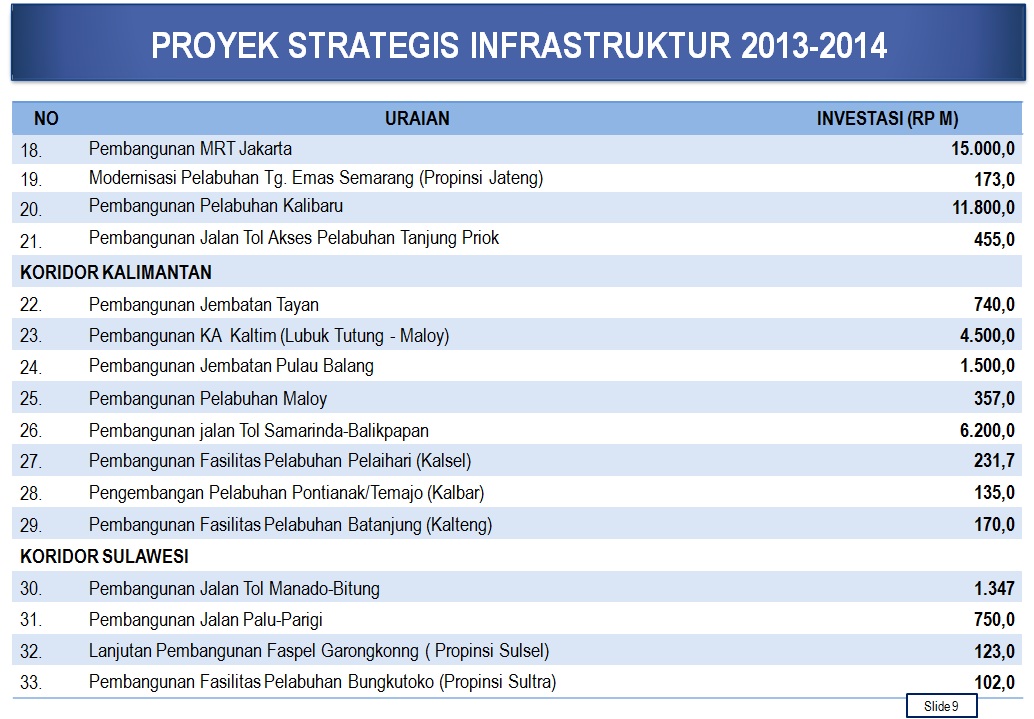 PROYEK STRATEGIS INFRASTRUKTUR 2013-2014
NO URAIAN INVESTASI (RP M)
18. Pembangunan MRT Jakarta 15.000,0
19. Modernisasi Pelabuhan Tg. Emas Semarang (Propinsi Jateng) 173,0
20. Pembangunan Pelabuhan Kalibaru 11.800,0
21. Pembangunan Jalan Tol Akses Pelabuhan Tanjung Priok 455,0
KORIDOR KALIMANTAN
22. Pembangunan Jembatan Tayan 740,0
23. Pembangunan KA Kaltim (Lubuk Tutung - Maloy) 4.500,0
24. Pembangunan Jembatan Pulau Balang 1.500,0
25. Pembangunan Pelabuhan Maloy 357,0
26. Pembangunan jalan Tol Samarinda-Balikpapan 6.200,0
27. Pembangunan Fasilitas Pelabuhan Pelaihari (Kalsel) 231,7
28. Pengembangan Pelabuhan Pontianak/Temajo (Kalbar) 135,0
29. Pembangunan Fasilitas Pelabuhan Batanjung (Kalteng) 170,0
KORIDOR SULAWESI
30. Pembangunan Jalan Tol Manado-Bitung 1.347
31. Pembangunan Jalan Palu-Parigi 750,0
32. Lanjutan Pembangunan Faspel Garongkonng ( Propinsi Sulsel) 123,0
33. Pembangunan Fasilitas Pelabuhan Bungkutoko (Propinsi Sultra) 102,0
Slide 9